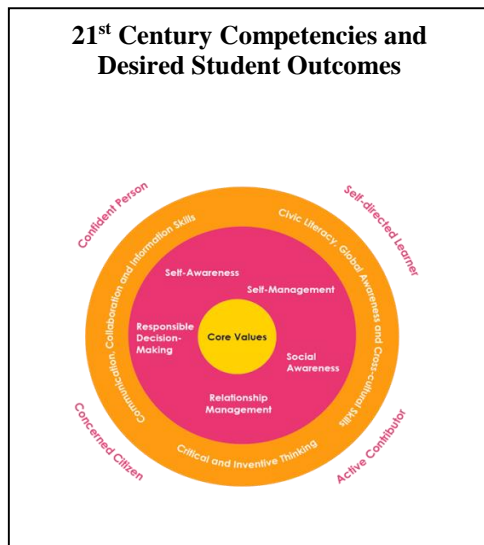 21st Century Competencies and
Desired Student Outcomes
Confident Person
Self-directed Learner
Communication, Collaboration and Information Skills
Civic Literacy, Global Awareness and Cross-cultural Skills
Self-Awareness
Self-Management
Responsible
Decision-
Making
Core Values
Social
Awareness
Relationship
Management
Critical and Inventive Thinking
Concerned Citizen
Active Contributor